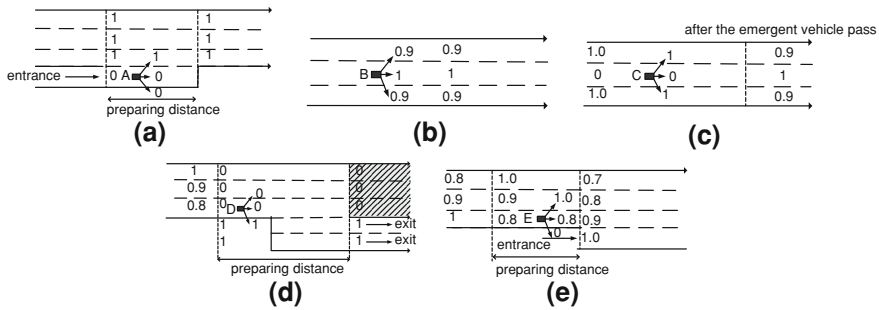 1 1
1 1
1 1 1
entrance 0 A 0
0
preparing distance
(a)
0.9 0.9
B 1 1
0.9 0.9
(b)
after the emergent vehicle pass
1.0 1 0.9
0 C 0 1
1.0 1 0.9
(c)
1 0 0
0.9 0 0 0
0.8 0 D 0 0
1 1 1 exit
1 1 exit
preparing distance
(d)
0.8 1.0 0.7
0.9 0.9 1.0 0.8
1 0.8 E 0.8 0.9
0
entrance 1.0
preparing distance
(e)